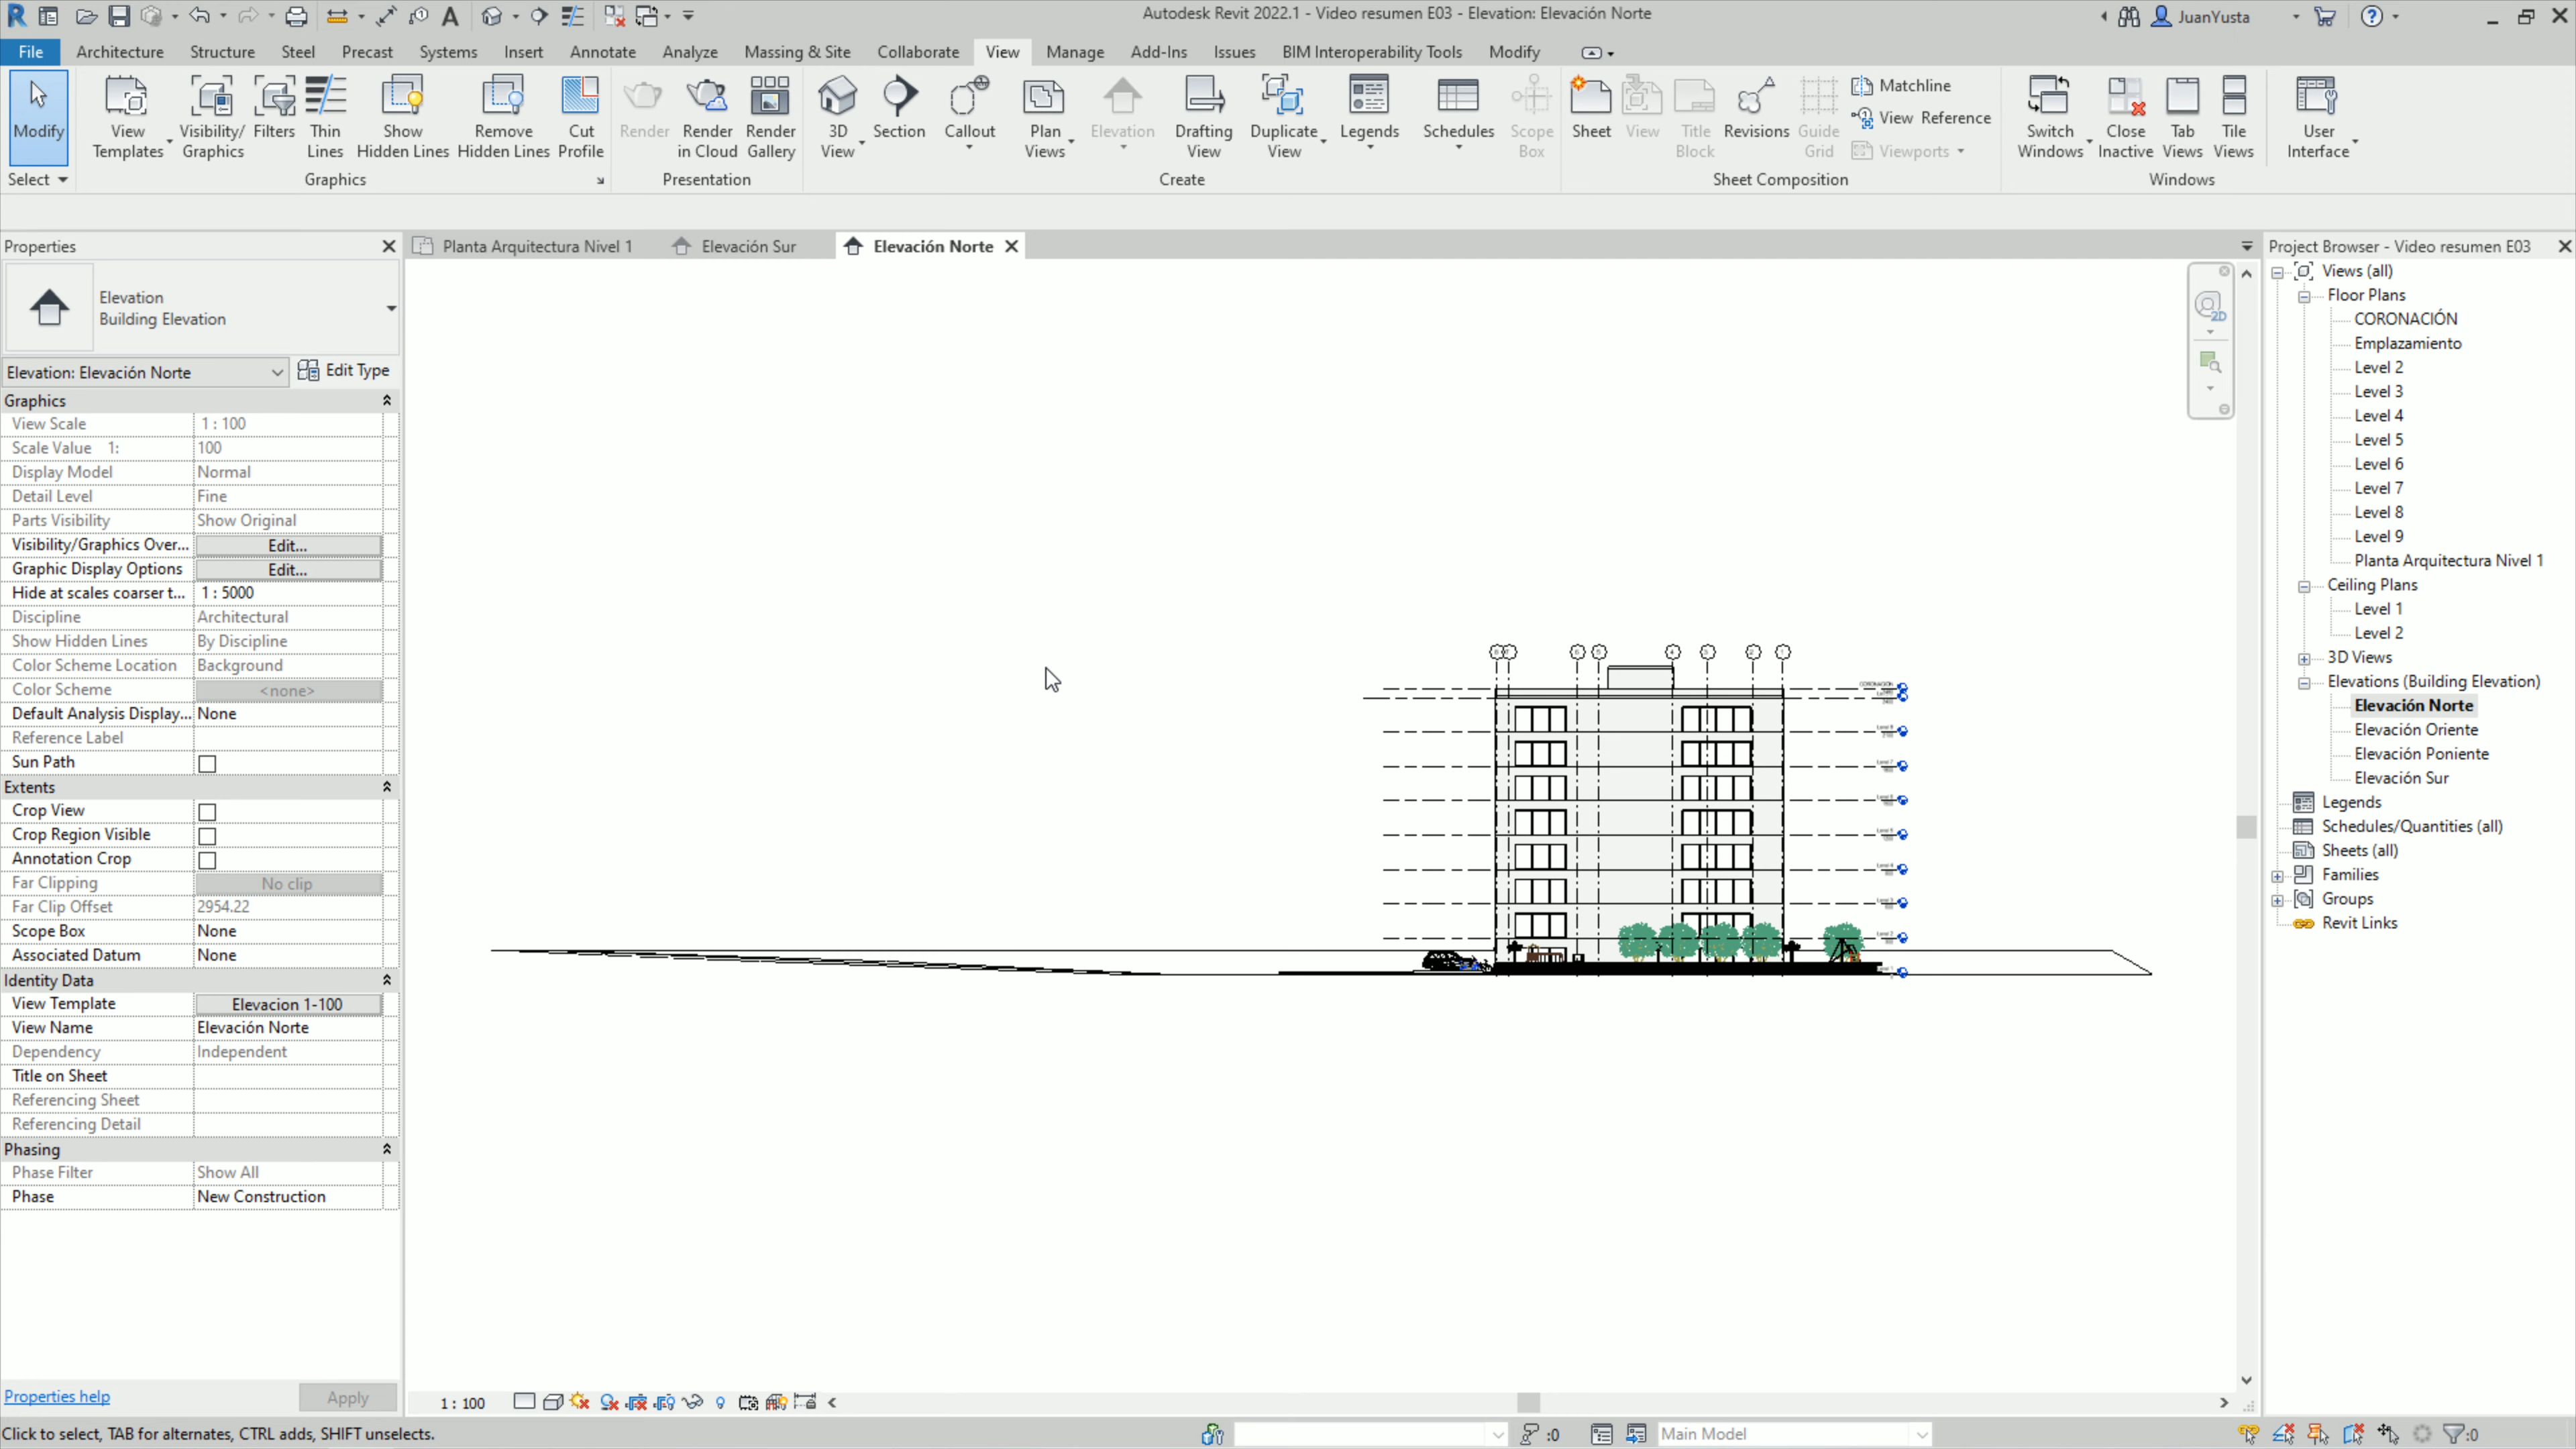 Autodesk Revit 2022.1 - Video resumen E03 - Elevation: Elevación Norte
JuanYusta
File Architecture Structure Steel Precast Systems Insert Annotate Analyze Massing & Site Collaborate View Manage Add-Ins Issues BIM Interoperability Tools Modify
Modify
View Templates
Visibility/ Graphics
Filters
Thin Lines
Show Hidden Lines
Remove Hidden Lines
Cut Profile
Render
Render in Cloud
Render Gallery
3D View
Section
Callout
Plan Views
Elevation
Drafting View
Duplicate View
Legends
Schedules
Scope Box
Sheet
View
Title Block
Revisions
Guide Grid
Matchline
View Reference
Viewports
Switch Windows
Close Inactive
Tab Views
Tile Views
User Interface
Select Graphics Presentation Create Sheet Composition Windows
Properties
Planta Arquitectura Nivel 1
Elevación Sur
Elevación Norte
Elevation
Building Elevation
Elevation: Elevación Norte Edit Type
Graphics
View Scale 1 : 100
Scale Value 1: 100
Display Model Normal
Detail Level Fine
Parts Visibility Show Original
Visibility/Graphics Over... Edit...
Graphic Display Options Edit...
Hide at scales coarser t... 1 : 5000
Discipline Architectural
Show Hidden Lines By Discipline
Color Scheme Location Background
Color Scheme <none>
Default Analysis Display... None
Reference Label
Sun Path
Extents
Crop View
Crop Region Visible
Annotation Crop
Far Clipping No clip
Far Clip Offset 2954.22
Scope Box None
Associated Datum None
Identity Data
View Template Elevacion 1-100
View Name Elevación Norte
Dependency Independent
Title on Sheet
Referencing Sheet
Referencing Detail
Phasing
Phase Filter Show All
Phase New Construction
Properties help Apply
2D
Project Browser - Video resumen E03
Views (all)
Floor Plans
CORONACIÓN
Emplazamiento
Level 2
Level 3
Level 4
Level 5
Level 6
Level 7
Level 8
Level 9
Planta Arquitectura Nivel 1
Ceiling Plans
Level 1
Level 2
3D Views
Elevations (Building Elevation)
Elevación Norte
Elevación Oriente
Elevación Poniente
Elevación Sur
Legends
Schedules/Quantities (all)
Sheets (all)
Families
Groups
Revit Links
1 : 100
Click to select, TAB for alternates, CTRL adds, SHIFT unselects.
:0
Main Model
:0